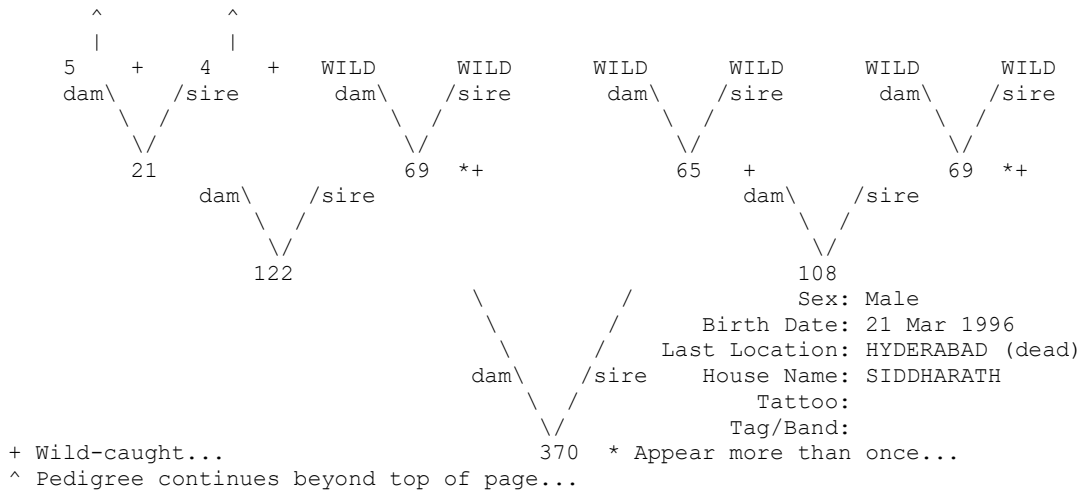 ^             ^
          |             |
       5     +     4     +    WILD        WILD        WILD        WILD        WILD        WILD
       dam\     /sire         dam\       /sire         dam\       /sire         dam\       /sire
           \   /                  \   /                   \   /                   \   /
            \/                      \/                      \/                      \/
            21                      69  *+                  65   +                  69  *+
                  dam\     /sire                                  dam\     /sire
                      \   /                                           \   /
                       \/                                              \/
                      122                                             108
                                         \            /               Sex: Male
                                          \          /       Birth Date: 21 Mar 1996
                                           \        /    Last Location: HYDERABAD (dead)
                                         dam\     /sire     House Name: SIDDHARATH
                                             \   /               Tattoo:
                                              \/               Tag/Band:
+ Wild-caught...                             370  * Appear more than once...
^ Pedigree continues beyond top of page...